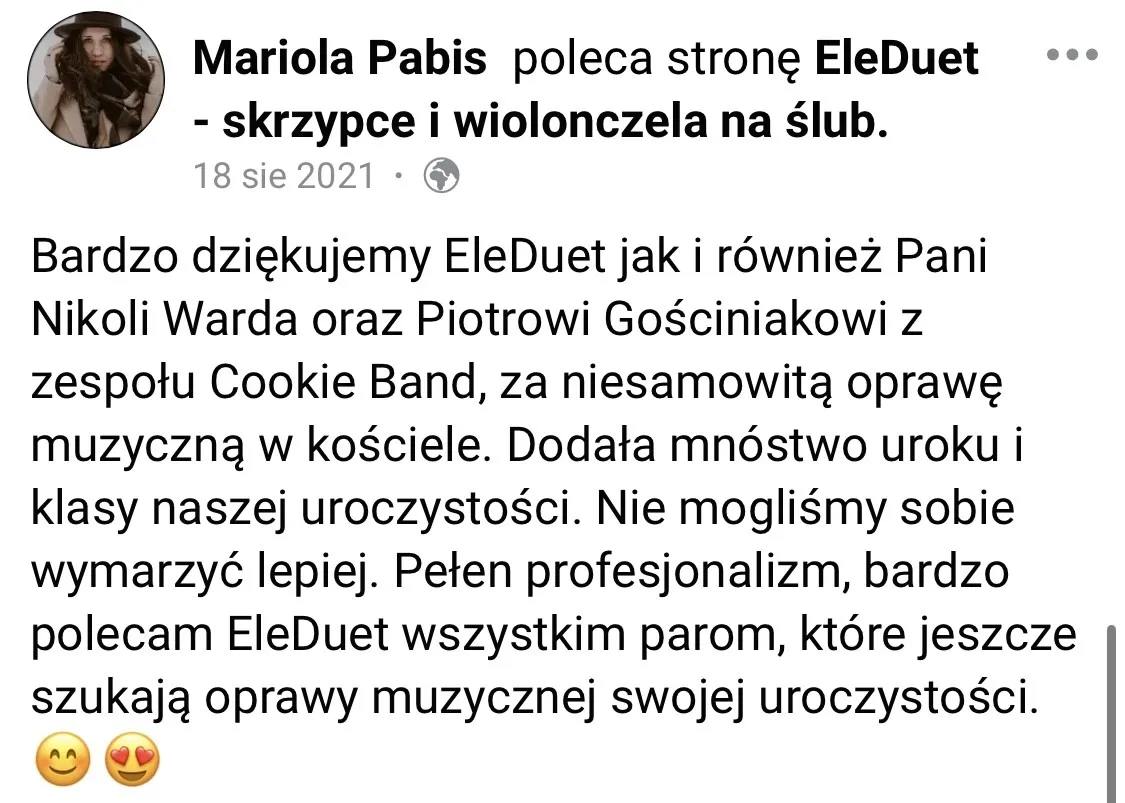 Mariola Pabis poleca stronę EleDuet
- skrzypce i wiolonczela na ślub.
18 sie 2021 ·
Bardzo dziękujemy EleDuet jak i również Pani
Nikoli Warda oraz Piotrowi Gościniakowi z
zespołu Cookie Band, za niesamowitą oprawę
muzyczną w kościele. Dodała mnóstwo uroku i
klasy naszej uroczystości. Nie mogliśmy sobie
wymarzyć lepiej. Pełen profesjonalizm, bardzo
polecam EleDuet wszystkim parom, które jeszcze
szukają oprawy muzycznej swojej uroczystości.
😊 😍